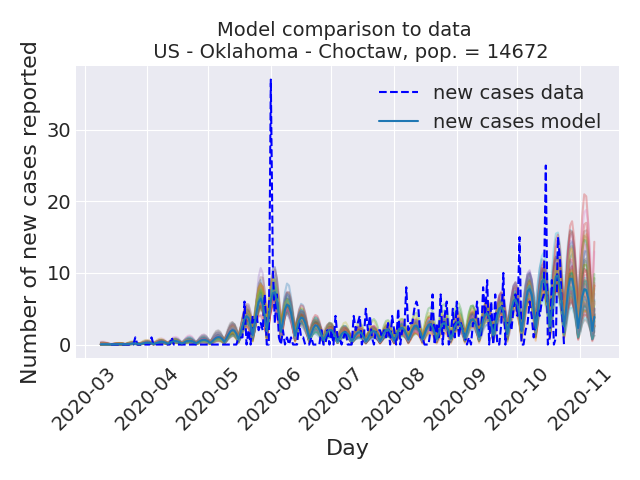 Model comparison to data
US - Oklahoma - Choctaw, pop. = 14672
Number of new cases reported
30
20
10
0
new cases data
new cases model
2020-03
2020-04
2020-05
2020-06
2020-07
2020-08
2020-09
2020-10
2020-11
Day